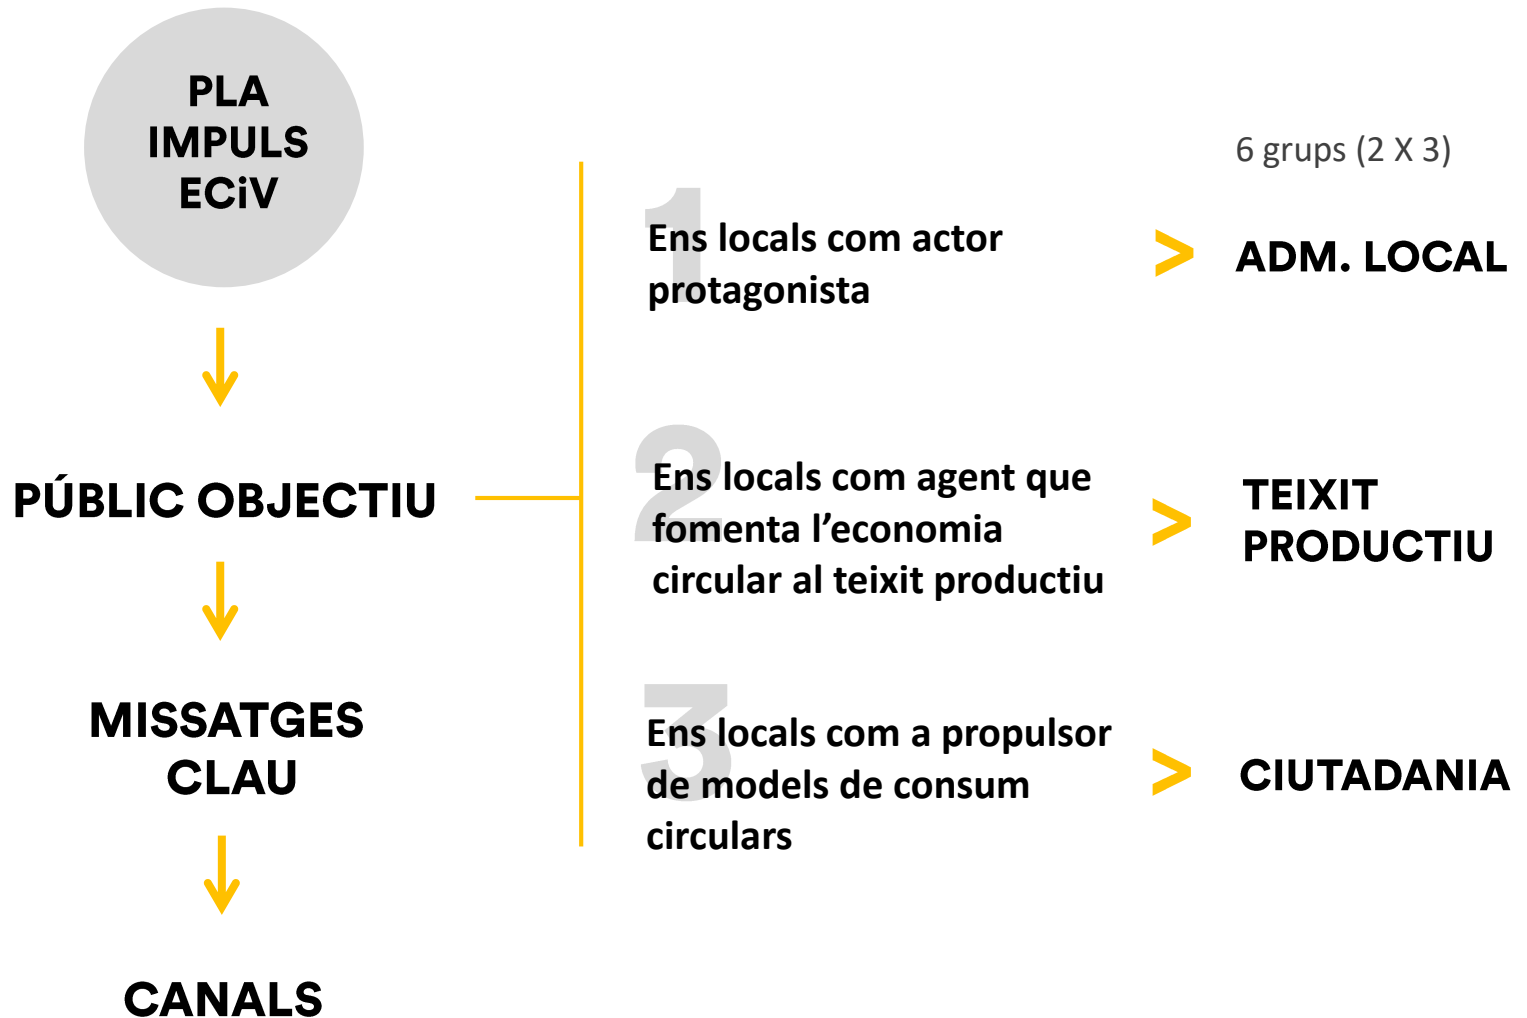 PLA
IMPULS
ECiV
PÚBLIC OBJECTIU
MISSATGES
CLAU
CANALS
1
Ens locals com actor
protagonista
2
Ens locals com agent que
fomenta l’economia
circular al teixit productiu
3
Ens locals com a propulsor
de models de consum
circulars
6 grups (2 X 3)
> ADM. LOCAL
> TEIXIT
PRODUCTIU
> CIUTADANIA